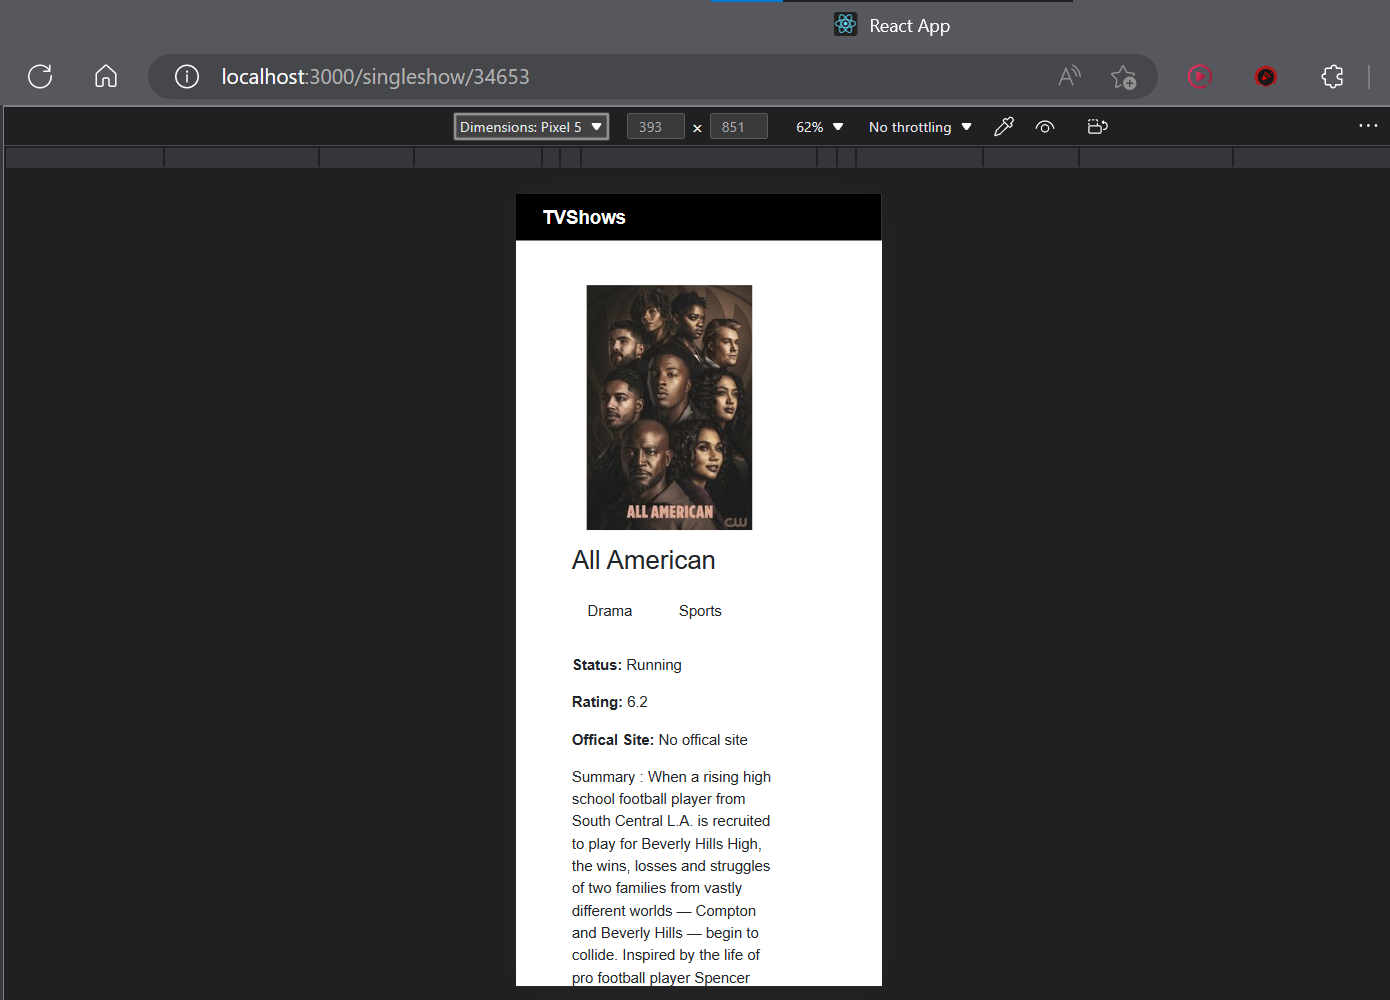 React App
localhost:3000/singleshow/34653
Dimensions: Pixel 5 393 × 851 62% No throttling
TVShows
ALL AMERICAN
CW
All American
Drama Sports
Status: Running
Rating: 6.2
Offical Site: No offical site
Summary : When a rising high
school football player from
South Central L.A. is recruited
to play for Beverly Hills High,
the wins, losses and struggles
of two families from vastly
different worlds — Compton
and Beverly Hills — begin to
collide. Inspired by the life of
pro football player Spencer